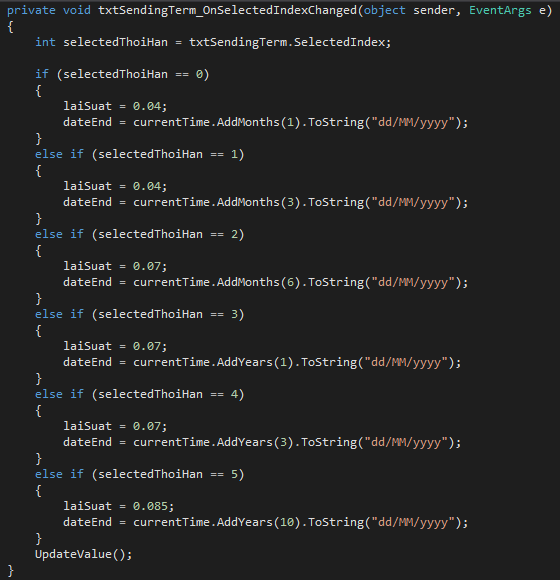 private void txtSendingTerm_OnSelectedIndexChanged(object sender, EventArgs e)
{
    int selectedThoiHan = txtSendingTerm.SelectedIndex;

    if (selectedThoiHan == 0)
    {
        laiSuat = 0.04;
        dateEnd = currentTime.AddMonths(1).ToString("dd/MM/yyyy");
    }
    else if (selectedThoiHan == 1)
    {
        laiSuat = 0.04;
        dateEnd = currentTime.AddMonths(3).ToString("dd/MM/yyyy");
    }
    else if (selectedThoiHan == 2)
    {
        laiSuat = 0.07;
        dateEnd = currentTime.AddMonths(6).ToString("dd/MM/yyyy");
    }
    else if (selectedThoiHan == 3)
    {
        laiSuat = 0.07;
        dateEnd = currentTime.AddYears(1).ToString("dd/MM/yyyy");
    }
    else if (selectedThoiHan == 4)
    {
        laiSuat = 0.07;
        dateEnd = currentTime.AddYears(3).ToString("dd/MM/yyyy");
    }
    else if (selectedThoiHan == 5)
    {
        laiSuat = 0.085;
        dateEnd = currentTime.AddYears(10).ToString("dd/MM/yyyy");
    }
    UpdateValue();
}